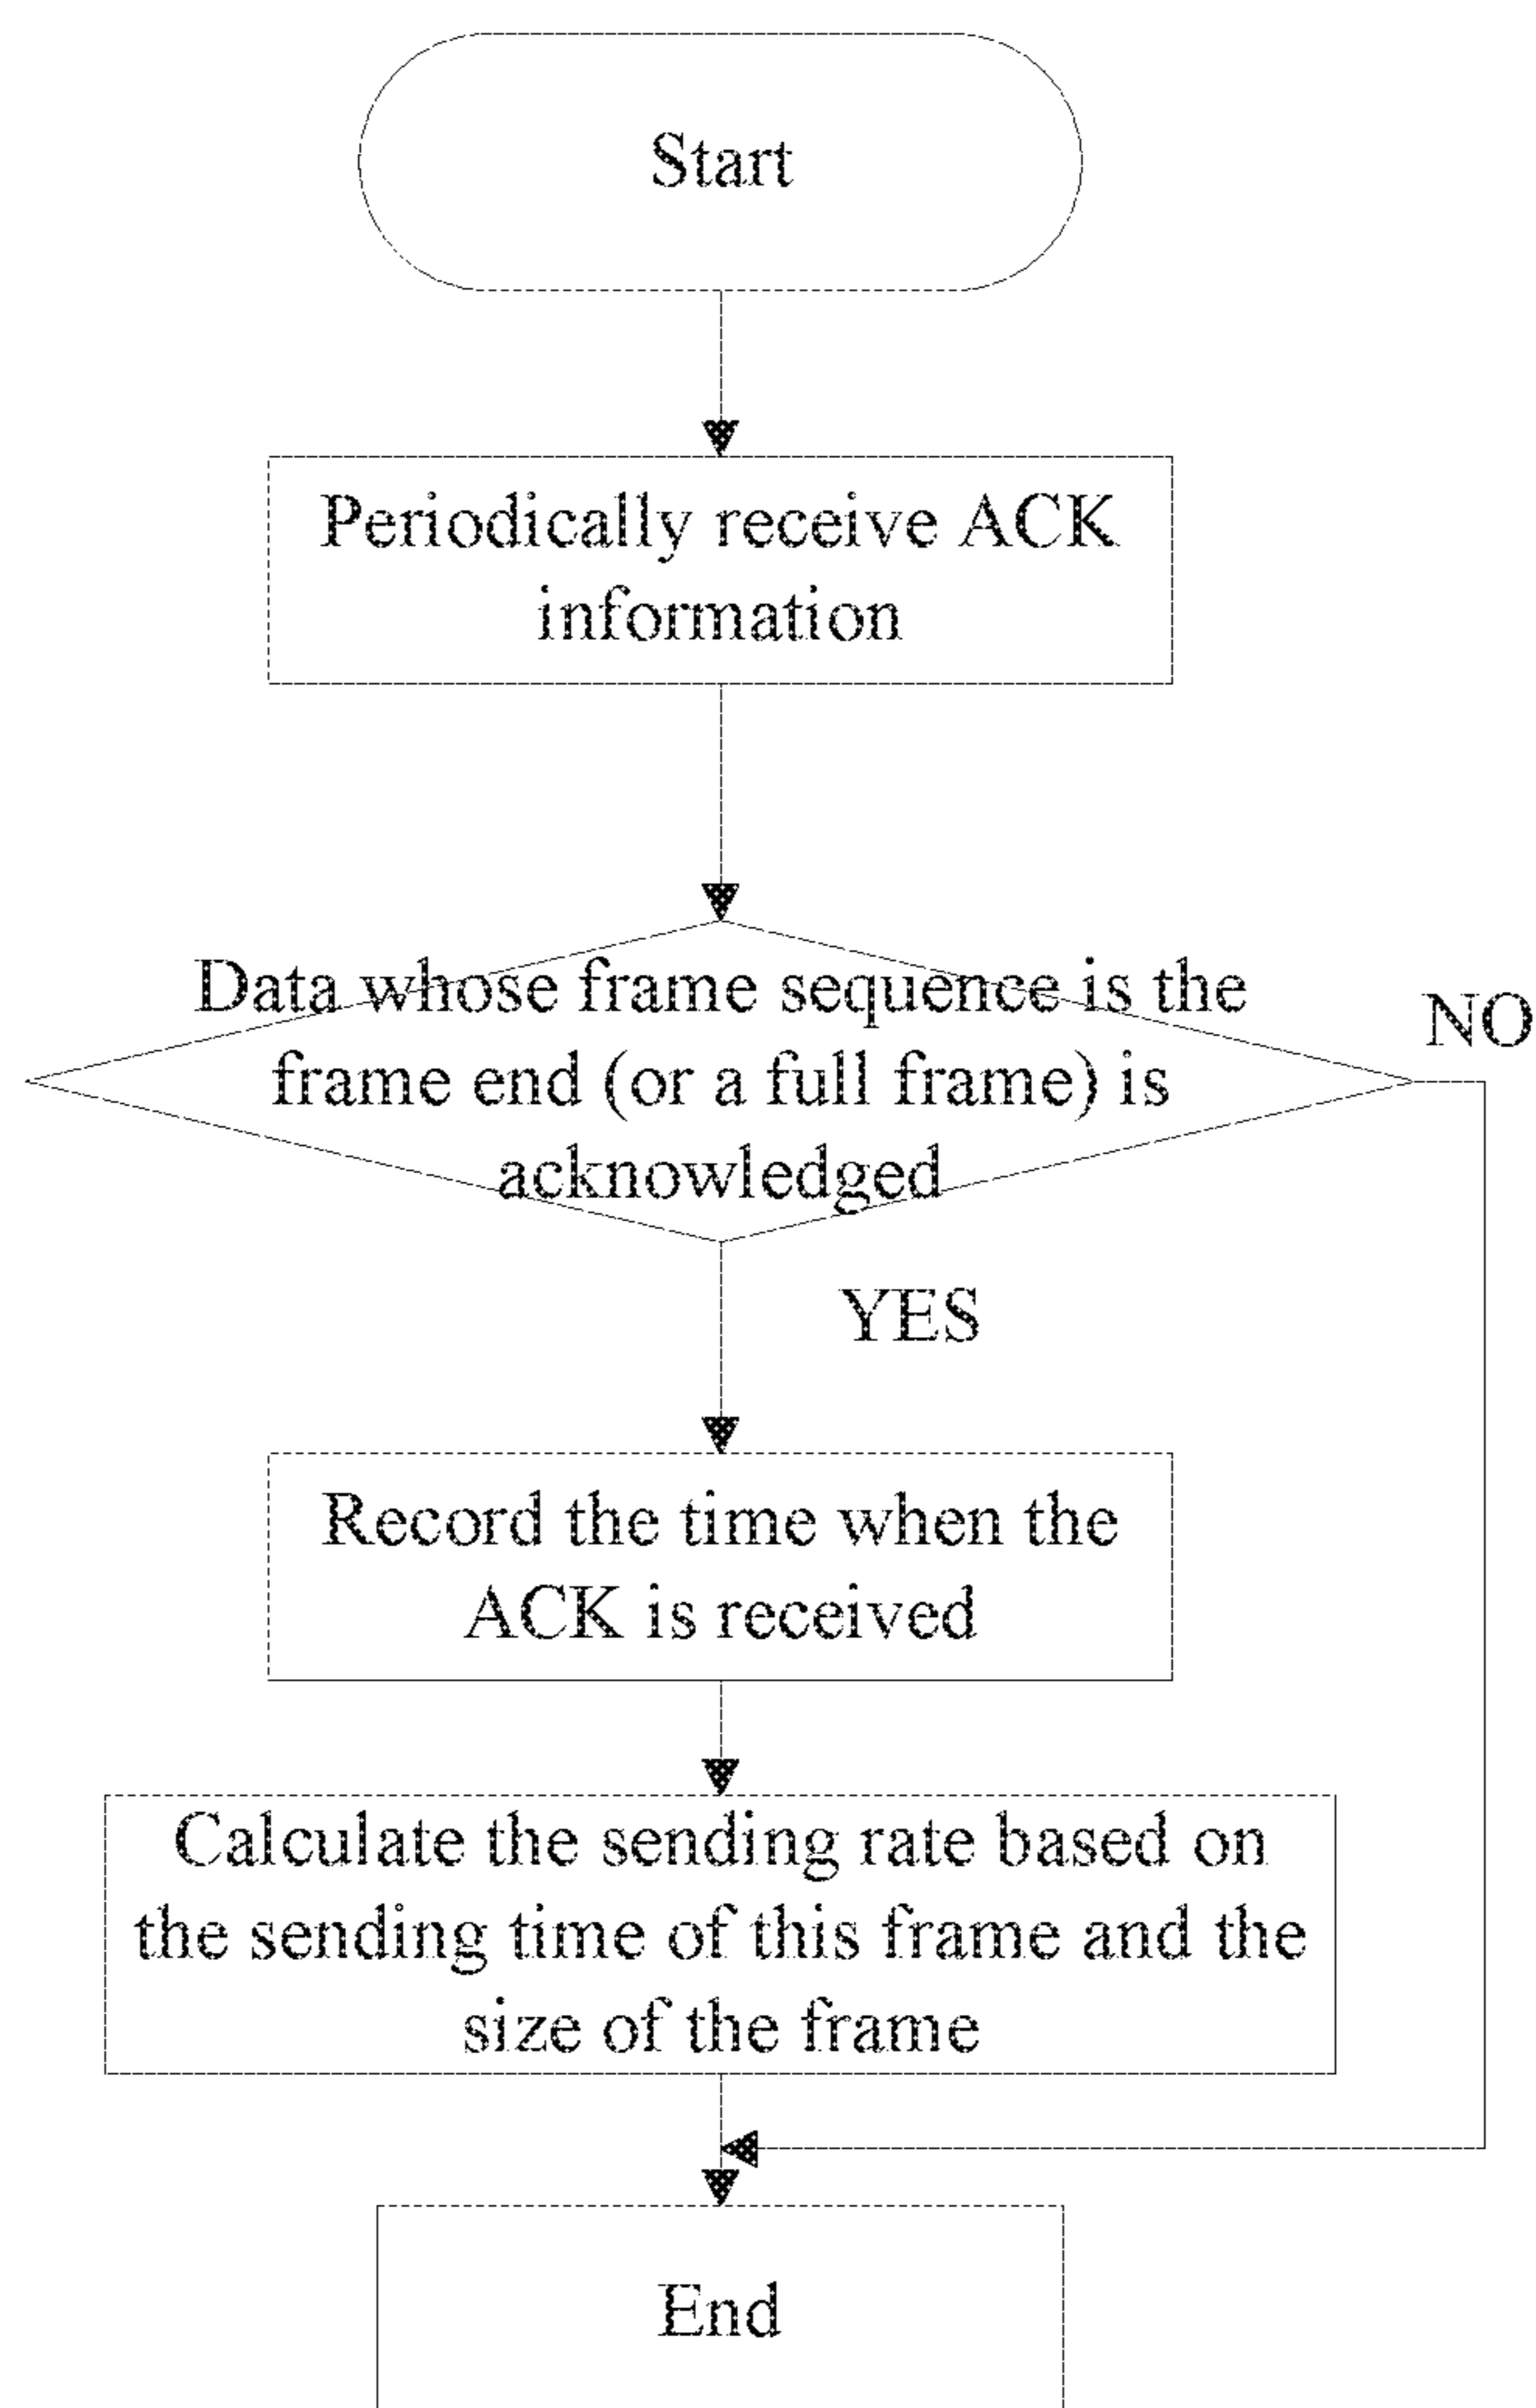 Start
Periodically receive ACK
information
Data whose frame sequence is the
frame end (or a full frame) is
acknowledged
NO
YES
Record the time when the
ACK is received
Calculate the sending rate based on
the sending time of this frame and the
size of the frame
End